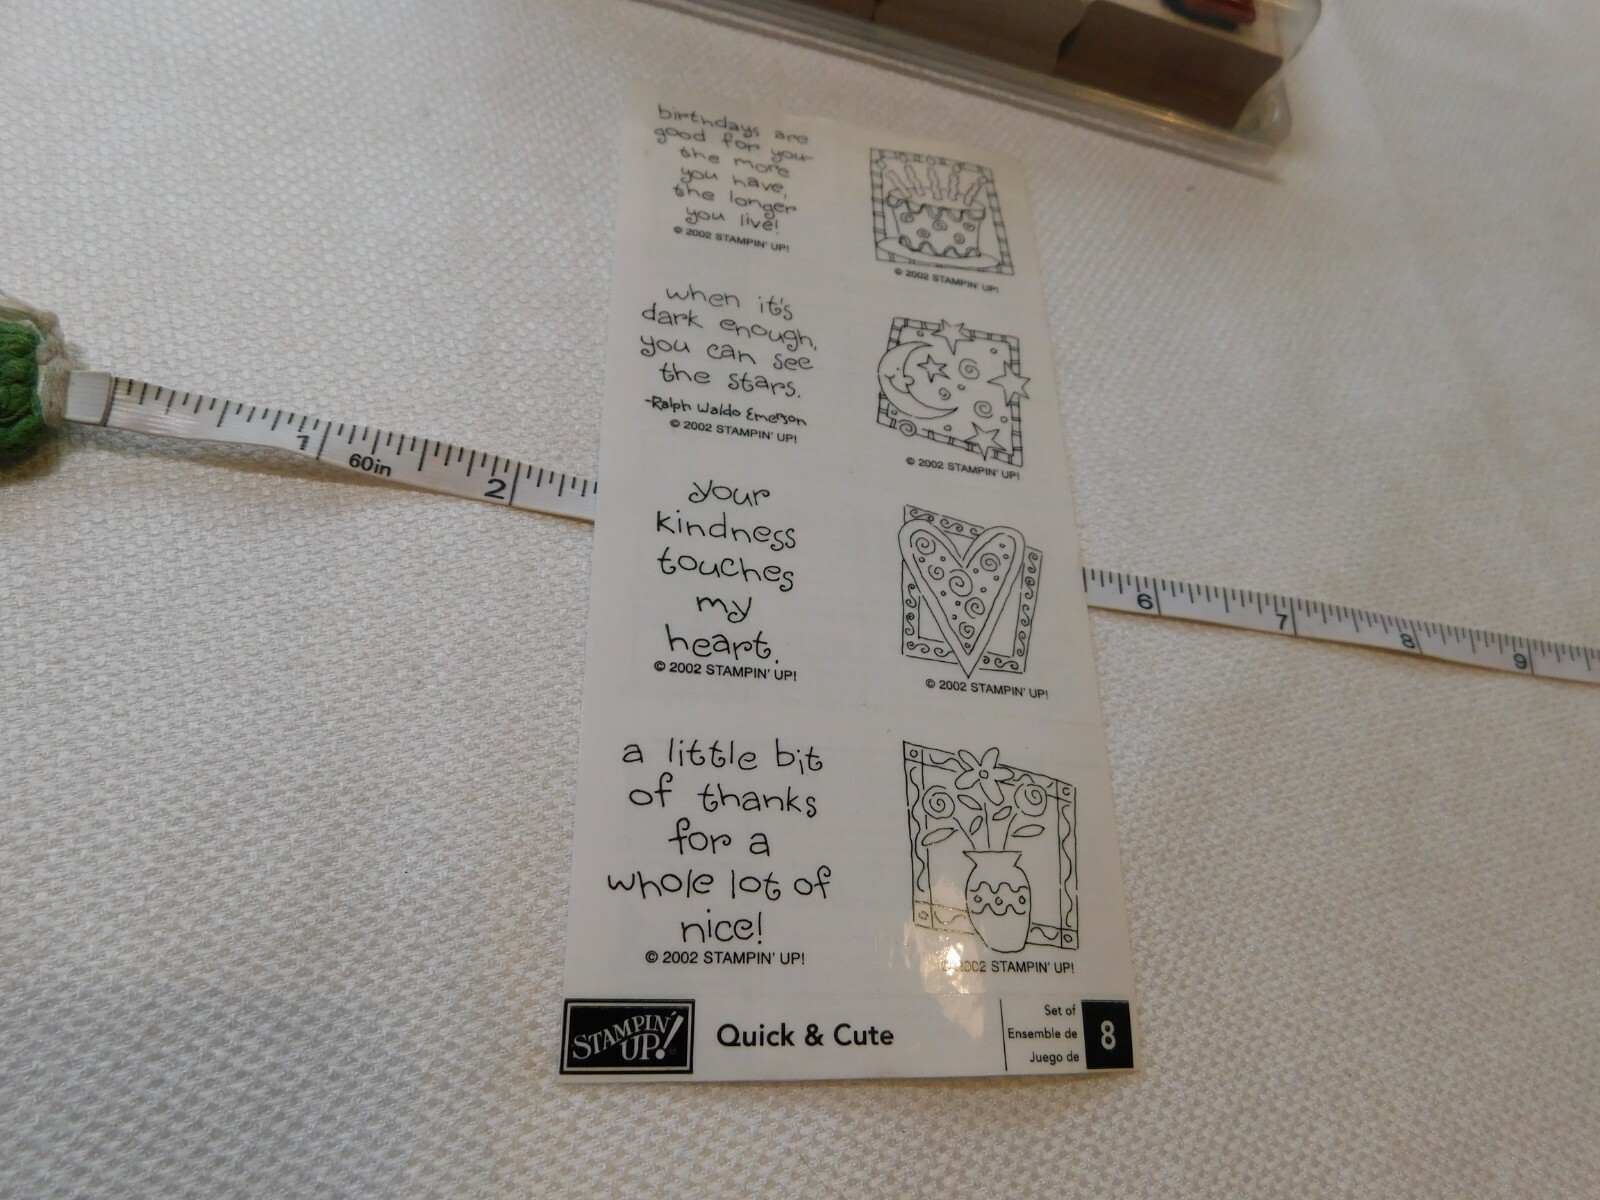 birthdays are
good for you-
the more
you have,
the longer
you live!
© 2002 STAMPIN' UP!
© 2002 STAMPIN' UP!
when it's
dark enough,
you can see
the stars.
-Ralph Waldo Emerson
© 2002 STAMPIN' UP!
© 2002 STAMPIN' UP!
your
kindness
touches
my
heart.
© 2002 STAMPIN' UP!
© 2002 STAMPIN' UP!
a little bit
of thanks
for a
whole lot of
nice!
© 2002 STAMPIN' UP!
© 2002 STAMPIN' UP!
STAMPIN'
UP!
Quick & Cute
Set of
Ensemble de
Juego de
8
1
60in
2
6
7
8
9